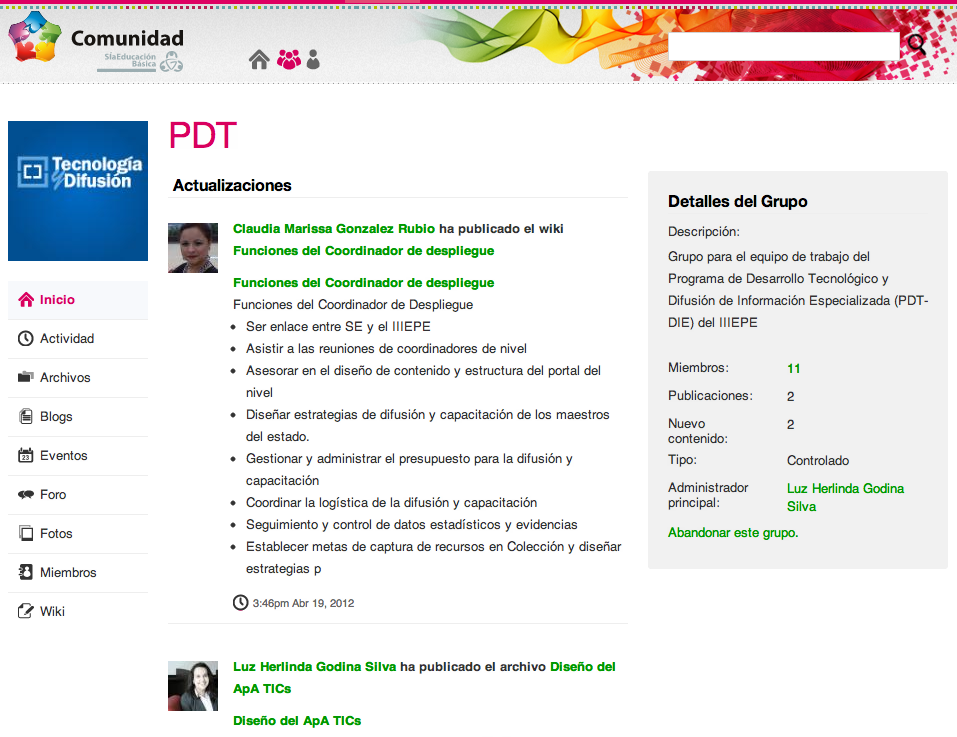 Comunidad
SíaEducación
Básica
Tecnología
y Difusión
Inicio
Actividad
Archivos
Blogs
23
Eventos
Foro
Fotos
Miembros
Wiki
PDT
Actualizaciones
Claudia Marissa Gonzalez Rubio ha publicado el wiki
Funciones del Coordinador de despliegue
Funciones del Coordinador de despliegue
Funciones del Coordinador de Despliegue
• Ser enlace entre SE y el IIIEPE
• Asistir a las reuniones de coordinadores de nivel
• Asesorar en el diseño de contenido y estructura del portal del
nivel
• Diseñar estrategias de difusión y capacitación de los maestros
del estado.
• Gestionar y administrar el presupuesto para la difusión y
capacitación
• Coordinar la logística de la difusión y capacitación
• Seguimiento y control de datos estadísticos y evidencias
• Establecer metas de captura de recursos en Colección y diseñar
estrategias p
3:46pm Abr 19, 2012
Luz Herlinda Godina Silva ha publicado el archivo Diseño del
ApA TICs
Diseño del ApA TICs
Detalles del Grupo
Descripción:
Grupo para el equipo de trabajo del
Programa de Desarrollo Tecnológico y
Difusión de Información Especializada (PDT-
DIE) del IIIEPE
Miembros: 11
Publicaciones: 2
Nuevo
contenido: 2
Tipo: Controlado
Administrador
principal:
Luz Herlinda Godina
Silva
Abandonar este grupo.